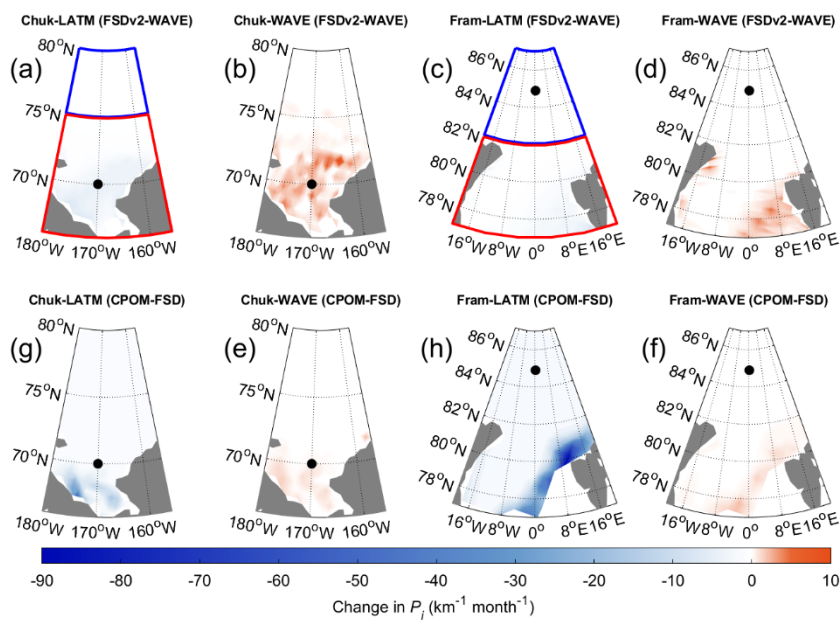 Chuk-LATM (FSDv2-WAVE) Chuk-WAVE (FSDv2-WAVE) Fram-LATM (FSDv2-WAVE) Fram-WAVE (FSDv2-WAVE)
(a) 80°N 75°N 70°N 180°W 170°W 160°W
(b) 80°N 75°N 70°N 180°W 170°W 160°W
(c) 86°N 84°N 82°N 80°N 78°N 16°W 8°W 0° 8°E 16°E
(d) 86°N 84°N 82°N 80°N 78°N 16°W 8°W 0° 8°E 16°E
Chuk-LATM (CPOM-FSD) Chuk-WAVE (CPOM-FSD) Fram-LATM (CPOM-FSD) Fram-WAVE (CPOM-FSD)
(g) 80°N 75°N 70°N 180°W 170°W 160°W
(e) 80°N 75°N 70°N 180°W 170°W 160°W
(h) 86°N 84°N 82°N 80°N 78°N 16°W 8°W 0° 8°E 16°E
(f) 86°N 84°N 82°N 80°N 78°N 16°W 8°W 0° 8°E 16°E
-90 -80 -70 -60 -50 -40 -30 -20 -10 0 10
Change in P_i (km⁻¹ month⁻¹)